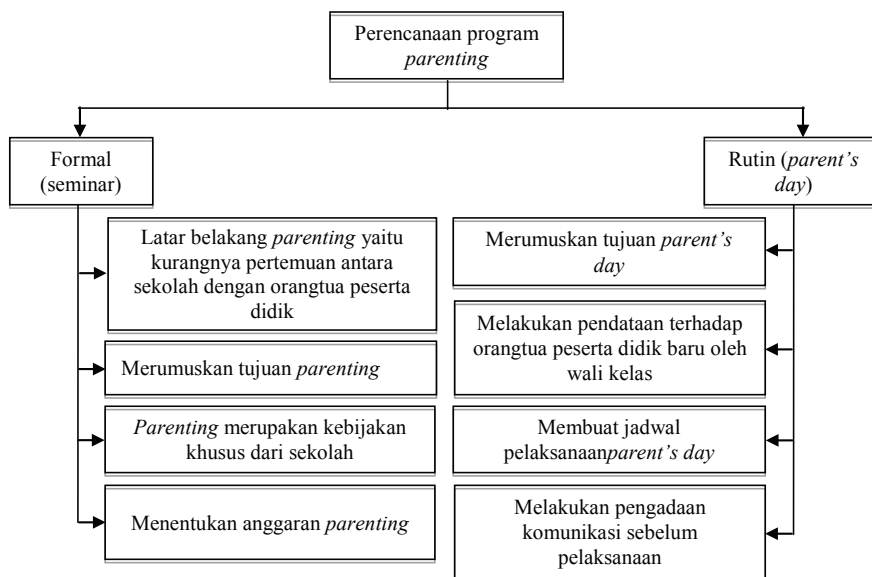 Perencanaan program
parenting
Formal
(seminar)
Rutin (parent's
day)
Latar belakang parenting yaitu
kurangnya pertemuan antara
sekolah dengan orangtua peserta
didik
Merumuskan tujuan parenting
Parenting merupakan kebijakan
khusus dari sekolah
Menentukan anggaran parenting
Merumuskan tujuan parent's
day
Melakukan pendataan terhadap
orangtua peserta didik baru oleh
wali kelas
Membuat jadwal
pelaksanaanparent's day
Melakukan pengadaan
komunikasi sebelum
pelaksanaan